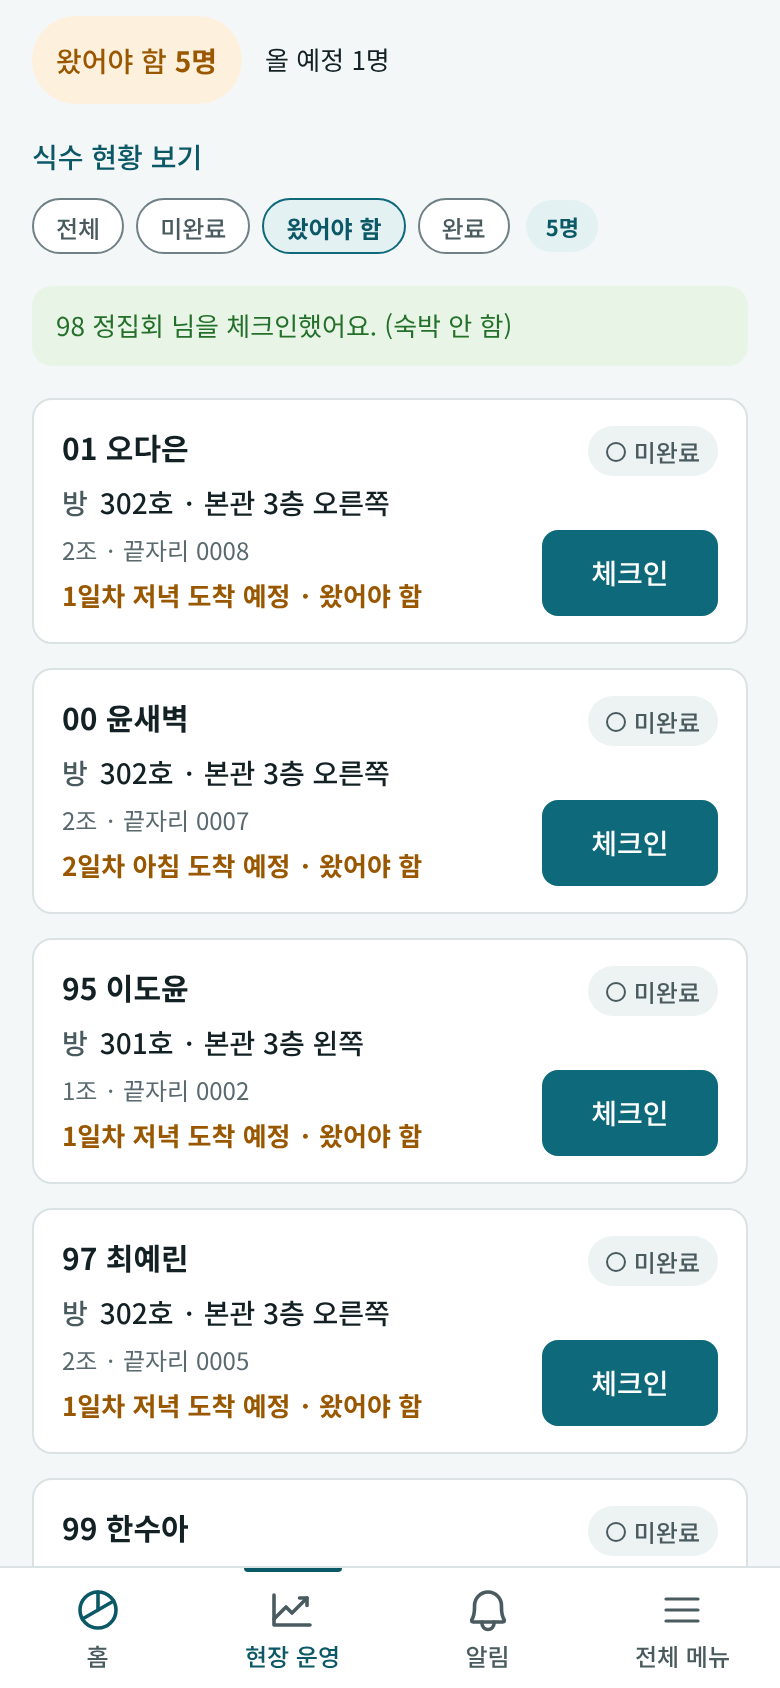 왔어야 함 5명 올 예정 1명
식수 현황 보기
전체 미완료 왔어야 함 완료 5명
98 정집회 님을 체크인했어요. (숙박 안 함)
01 오다은 미완료
방 302호 · 본관 3층 오른쪽
2조 · 끝자리 0008
체크인
1일차 저녁 도착 예정 · 왔어야 함
00 윤새벽 미완료
방 302호 · 본관 3층 오른쪽
2조 · 끝자리 0007
체크인
2일차 아침 도착 예정 · 왔어야 함
95 이도윤 미완료
방 301호 · 본관 3층 왼쪽
1조 · 끝자리 0002
체크인
1일차 저녁 도착 예정 · 왔어야 함
97 최예린 미완료
방 302호 · 본관 3층 오른쪽
2조 · 끝자리 0005
체크인
1일차 저녁 도착 예정 · 왔어야 함
99 한수아 미완료
홈 현장 운영 알림 전체 메뉴